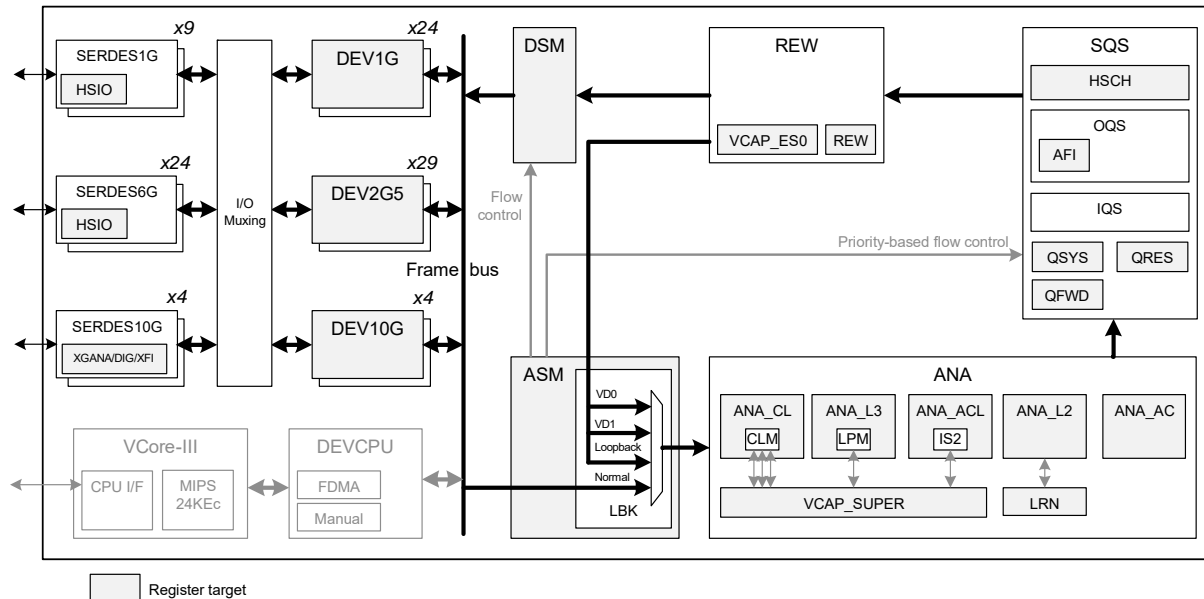 x9
SERDES1G
HSIO
x24
SERDES6G
HSIO
x4
SERDES10G
XGANA/DIG/XFI
I/O
Muxing
x24
DEV1G
x29
DEV2G5
x4
DEV10G
Frame bus
VCore-III
CPU I/F
MIPS
24KEc
DEVCPU
FDMA
Manual
DSM
Flow
control
REW
VCAP_ES0
REW
Priority-based flow control
SQS
HSCH
OQS
AFI
IQS
QSYS
QRES
QFWD
ASM
VD0
VD1
Loopback
Normal
LBK
ANA
ANA_CL
CLM
ANA_L3
LPM
ANA_ACL
IS2
ANA_L2
ANA_AC
VCAP_SUPER
LRN
Register target